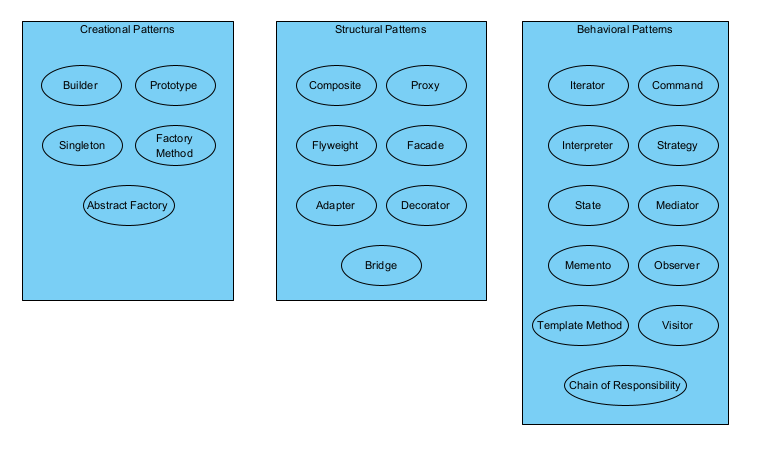 Creational Patterns
Builder
Prototype
Singleton
Factory
Method
Abstract Factory
Structural Patterns
Composite
Proxy
Flyweight
Facade
Adapter
Decorator
Bridge
Behavioral Patterns
Iterator
Command
Interpreter
Strategy
State
Mediator
Memento
Observer
Template Method
Visitor
Chain of Responsibility